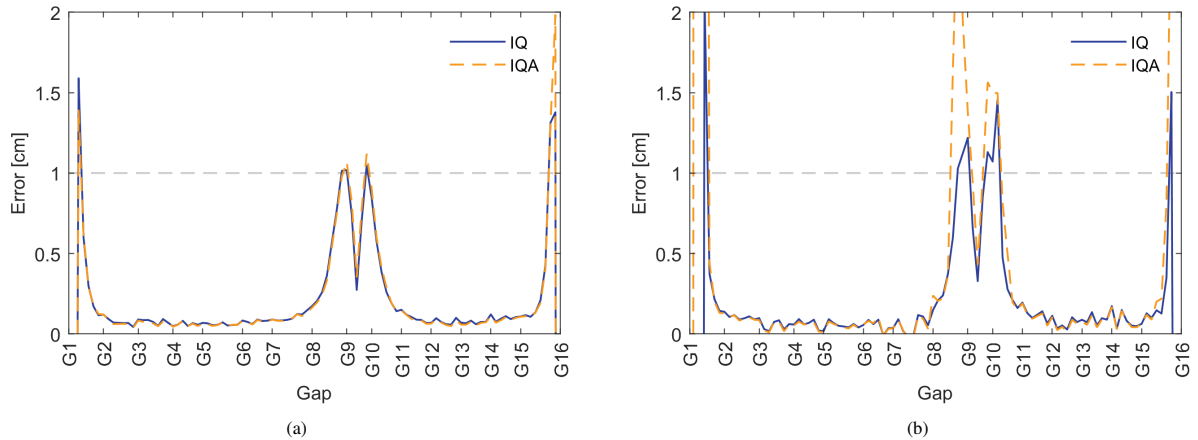 2
1.5
1
0.5
0
Error [cm]
IQ
IQA
G1
G2
G3
G4
G5
G6
G7
G8
G9
G10
G11
G12
G13
G14
G15
G16
Gap
(a)
2
1.5
1
0.5
0
Error [cm]
IQ
IQA
G1
G2
G3
G4
G5
G6
G7
G8
G9
G10
G11
G12
G13
G14
G15
G16
Gap
(b)